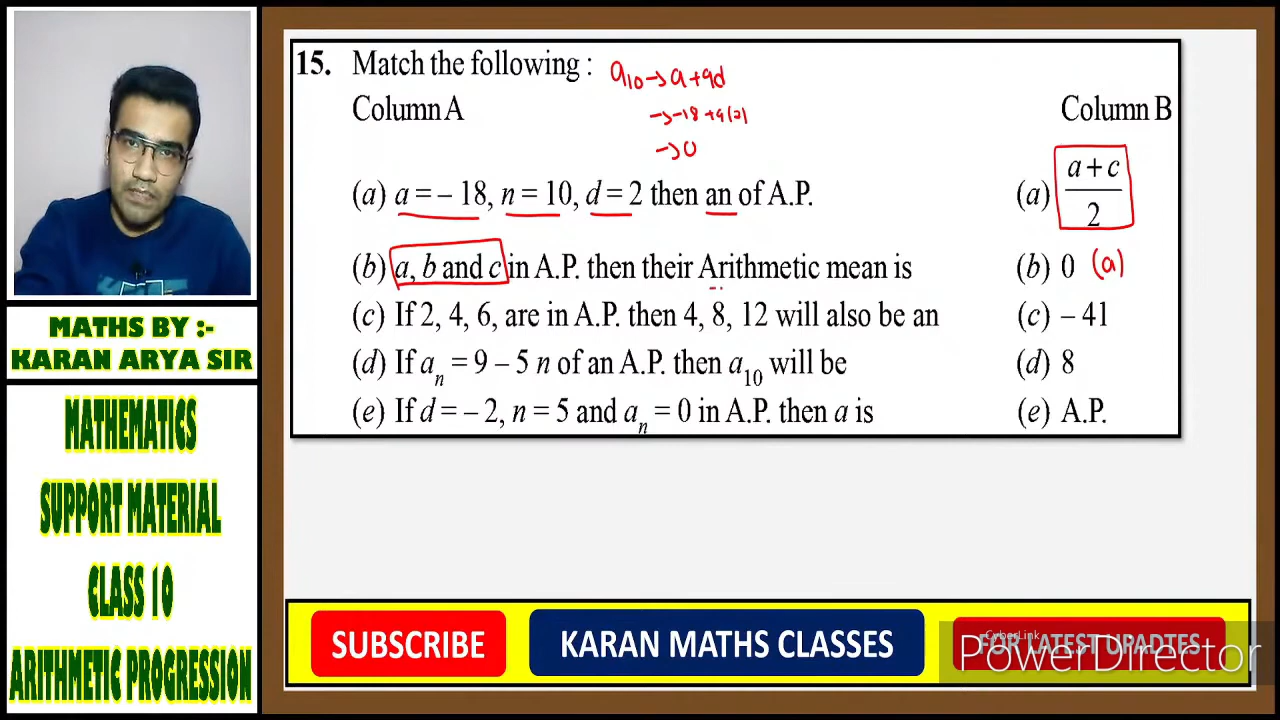 15. Match the following :
a10 → a + 9d
Column A
Column B
→ -18 + 9(2)
→ 0
(a) a = – 18, n = 10, d = 2 then an of A.P.
(a) a + c / 2
(b) a, b and c in A.P. then their Arithmetic mean is
(b) 0 (a)
(c) If 2, 4, 6, are in A.P. then 4, 8, 12 will also be an
(c) – 41
(d) If an = 9 – 5 n of an A.P. then a10 will be
(d) 8
(e) If d = – 2, n = 5 and an = 0 in A.P. then a is
(e) A.P.
MATHS BY :-
KARAN ARYA SIR
MATHEMATICS
SUPPORT MATERIAL
CLASS 10
ARITHMETIC PROGRESSION
SUBSCRIBE
KARAN MATHS CLASSES
FOR LATEST UPADTES
CyberLink
PowerDirector